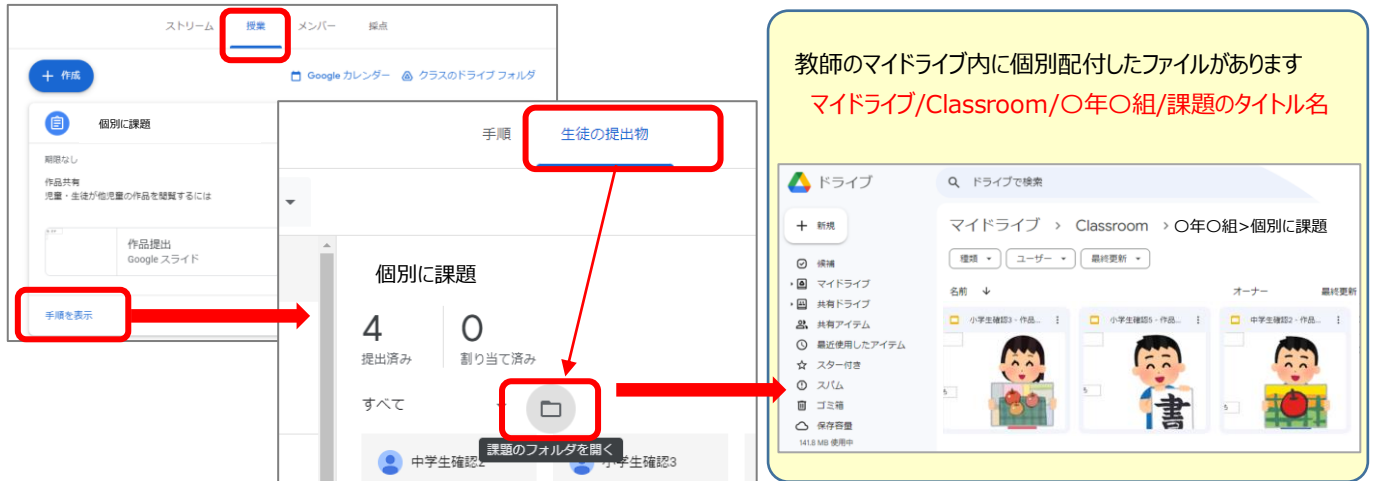 ストリーム 授業 メンバー 採点
+ 作成
Google カレンダー クラスのドライブ フォルダ
個別に課題
期限なし
作品共有
児童・生徒が他児童の作品を閲覧するには
作品提出
Google スライド
手順を表示
手順 生徒の提出物
個別に課題
4 0
提出済み 割り当て済み
すべて
課題のフォルダを開く
中学生確認2 小学生確認3
教師のマイドライブ内に個別配付したファイルがあります
マイドライブ/Classroom/〇年〇組/課題のタイトル名
ドライブ ドライブで検索
+ 新規
マイドライブ > Classroom > 〇年〇組>個別に課題
種類 ユーザー 最終更新
候補
マイドライブ
共有ドライブ
共有アイテム
最近使用したアイテム
スター付き
スパム
ゴミ箱
保存容量
141.8 MB 使用中
名前 ↓ オーナー 最終更新
小学生確認3 - 作品... 小学生確認5 - 作品... 中学生確認2 - 作品...
書